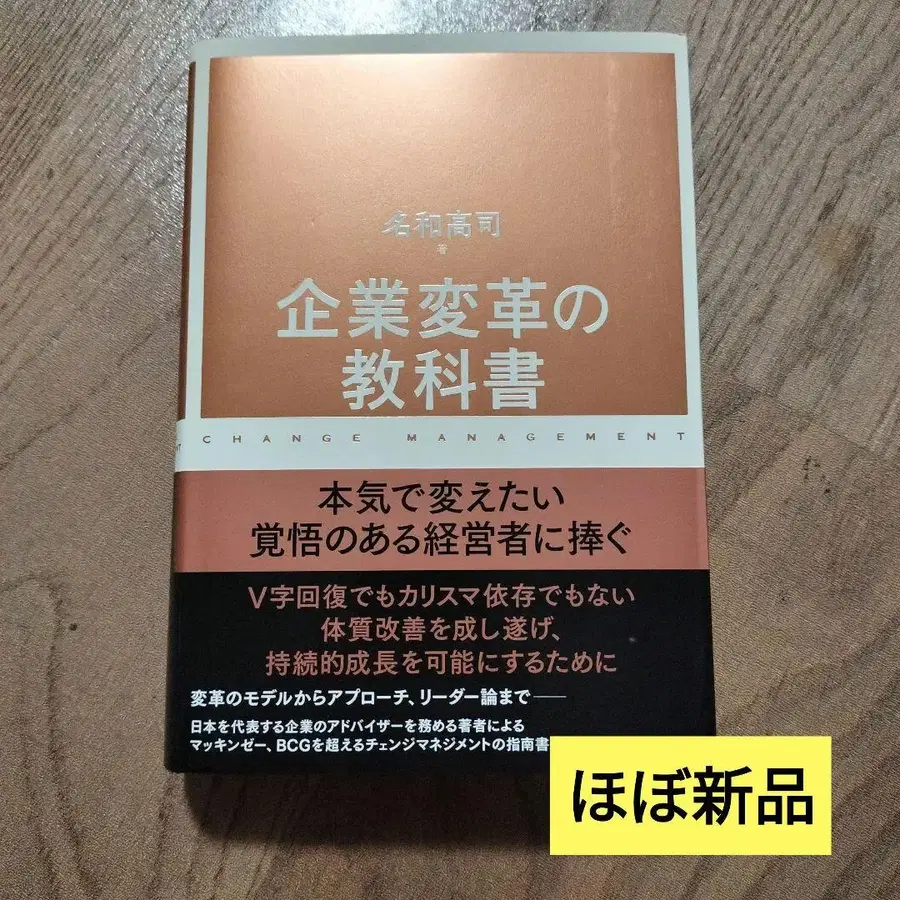 名和高司
著
企業変革の
教科書
CHANGE MANAGEMENT
本気で変えたい
覚悟のある経営者に捧ぐ
V字回復でもカリスマ依存でもない
体質改善を成し遂げ、
持続的成長を可能にするために
変革のモデルからアプローチ、リーダー論まで――
日本を代表する企業のアドバイザーを務める著者による
マッキンゼー、BCGを超えるチェンジマネジメントの指南書
ほぼ新品